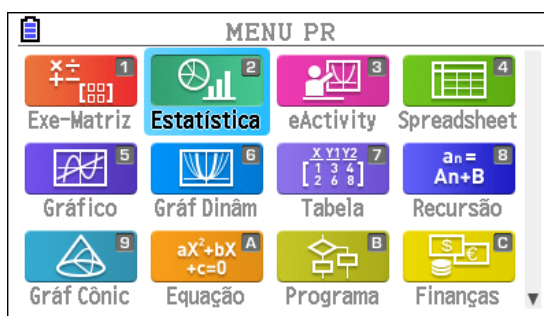 MENU PR
×÷ +− [88] 1
2
3
4
Exe-Matriz Estatística eActivity Spreadsheet
5
6
X Y1Y2 1 3 4 2 6 8 7
an= An+B 8
Gráfico Gráf Dinâm Tabela Recursão
9
aX²+bX +c=0 A
B
$ € C
Gráf Cônic Equação Programa Finanças